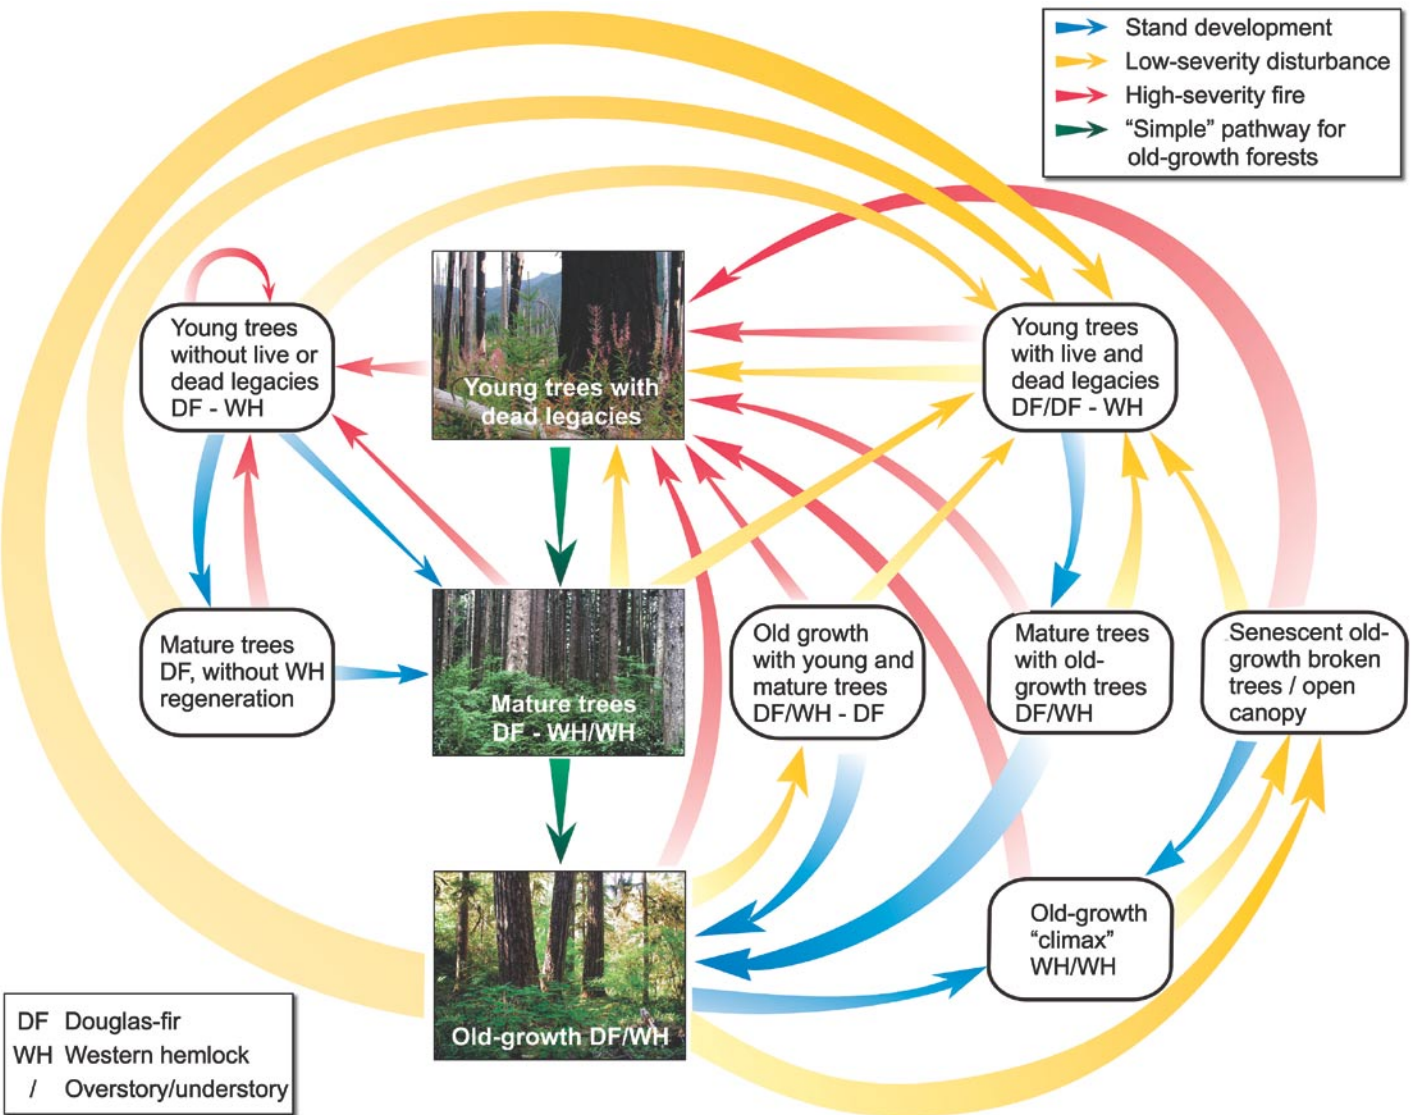 Stand development
Low-severity disturbance
High-severity fire
“Simple” pathway for
old-growth forests
Young trees
without live or
dead legacies
DF - WH
Young trees with
dead legacies
Young trees
with live and
dead legacies
DF/DF - WH
Mature trees
DF, without WH
regeneration
Mature trees
DF - WH/WH
Old growth
with young and
mature trees
DF/WH - DF
Mature trees
with old-
growth trees
DF/WH
Senescent old-
growth broken
trees / open
canopy
Old-growth DF/WH
Old-growth
“climax”
WH/WH
DF Douglas-fir
WH Western hemlock
/ Overstory/understory